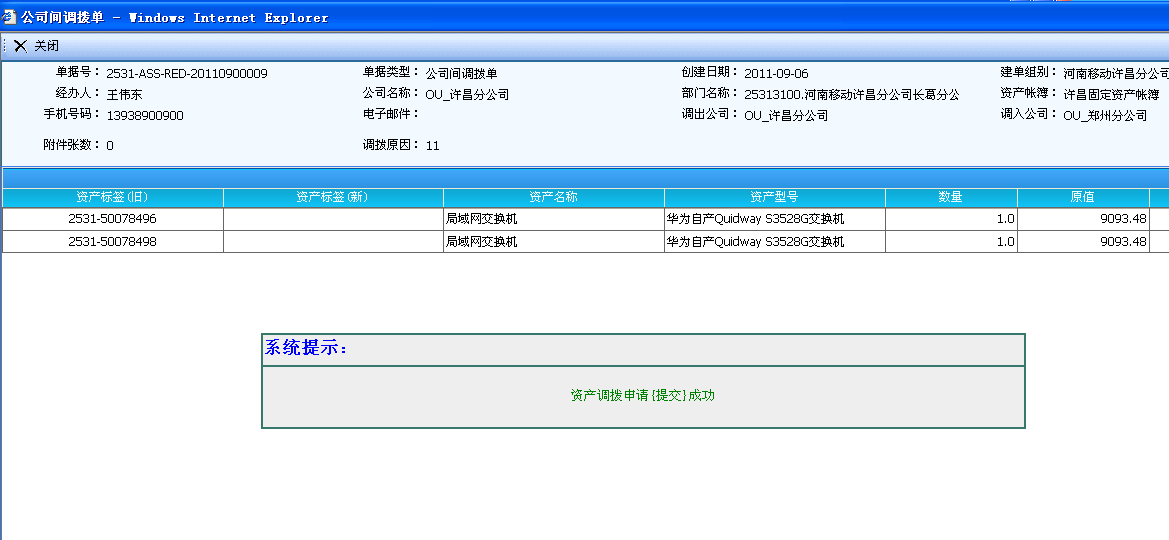 公司间调拨单 - Windows Internet Explorer
关闭
单据号： 2531-ASS-RED-20110900009 单据类型： 公司间调拨单 创建日期： 2011-09-06 建单组别： 河南移动许昌分公司
经办人： 王伟东 公司名称： OU_许昌分公司 部门名称： 25313100.河南移动许昌分公司长葛分公 资产帐簿： 许昌固定资产帐簿
手机号码： 13938900900 电子邮件： 调出公司： OU_许昌分公司 调入公司： OU_郑州分公司
附件张数： 0 调拨原因： 11
资产标签(旧) 资产标签(新) 资产名称 资产型号 数量 原值
2531-50078496 局域网交换机 华为自产Quidway S3528G交换机 1.0 9093.48
2531-50078498 局域网交换机 华为自产Quidway S3528G交换机 1.0 9093.48
系统提示：
资产调拨申请{提交}成功